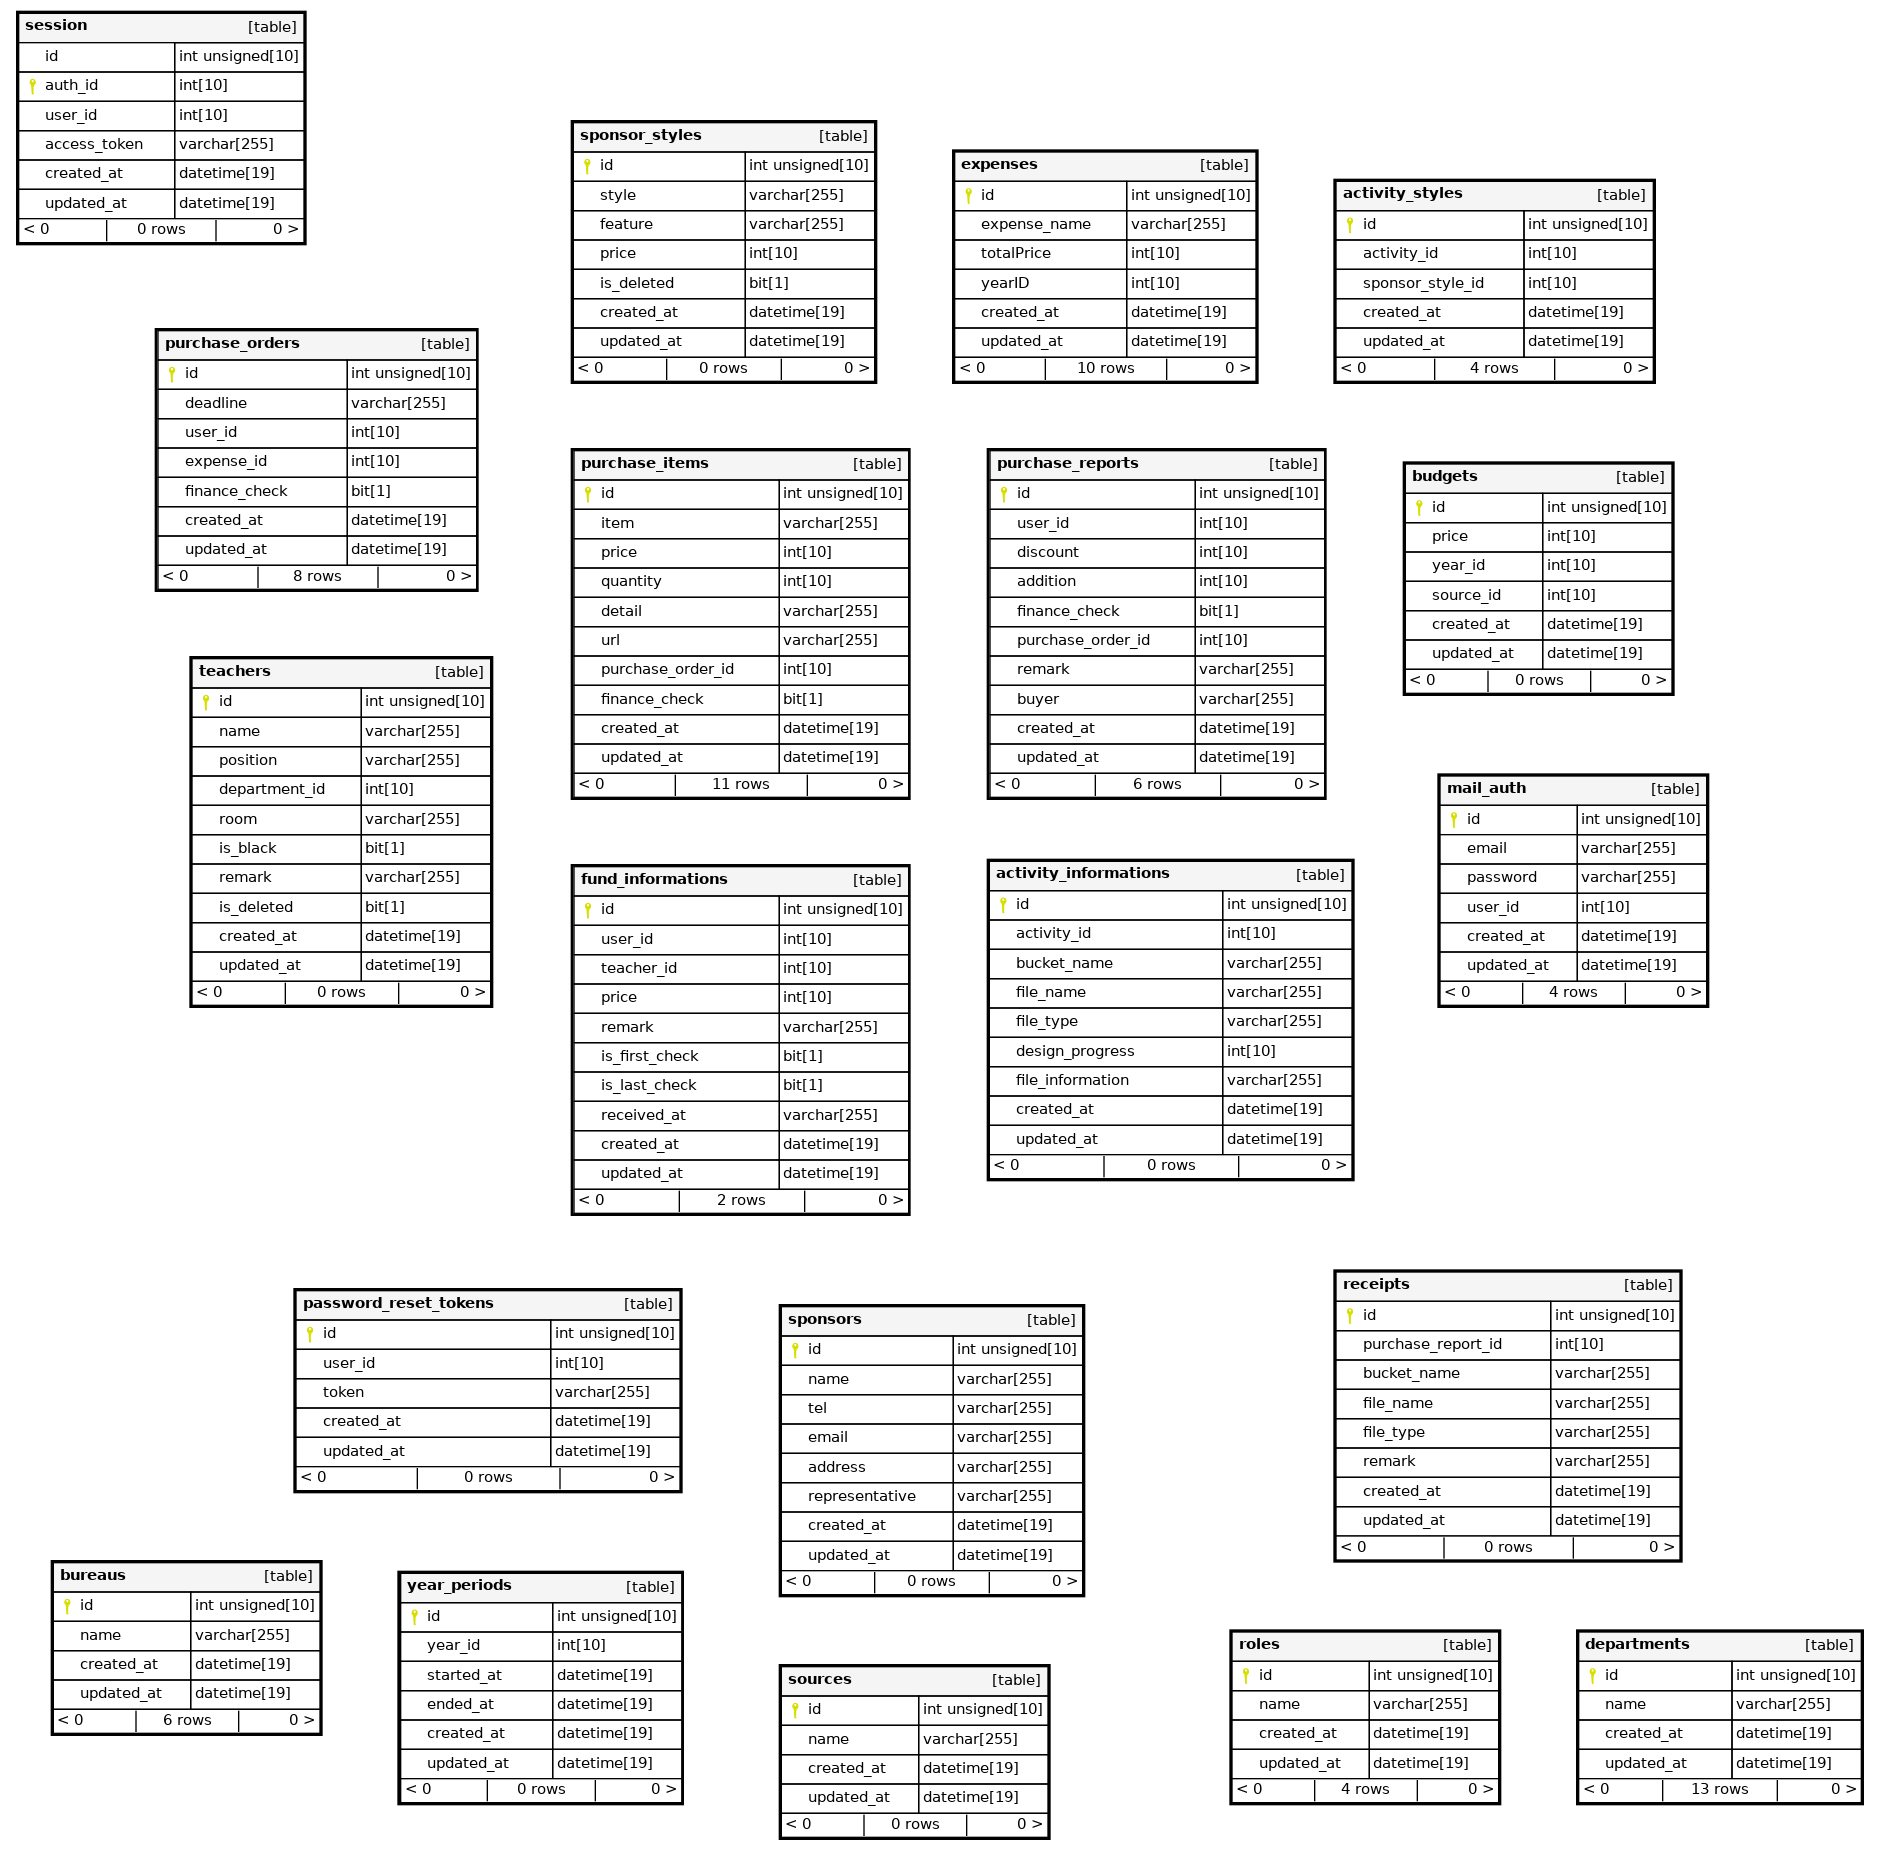 session [table]
id int unsigned[10]
auth_id int[10]
user_id int[10]
access_token varchar[255]
created_at datetime[19]
updated_at datetime[19]
< 0 0 rows 0 >
sponsor_styles [table]
id int unsigned[10]
style varchar[255]
feature varchar[255]
price int[10]
is_deleted bit[1]
created_at datetime[19]
updated_at datetime[19]
< 0 0 rows 0 >
expenses [table]
id int unsigned[10]
expense_name varchar[255]
totalPrice int[10]
yearID int[10]
created_at datetime[19]
updated_at datetime[19]
< 0 10 rows 0 >
activity_styles [table]
id int unsigned[10]
activity_id int[10]
sponsor_style_id int[10]
created_at datetime[19]
updated_at datetime[19]
< 0 4 rows 0 >
purchase_orders [table]
id int unsigned[10]
deadline varchar[255]
user_id int[10]
expense_id int[10]
finance_check bit[1]
created_at datetime[19]
updated_at datetime[19]
< 0 8 rows 0 >
purchase_items [table]
id int unsigned[10]
item varchar[255]
price int[10]
quantity int[10]
detail varchar[255]
url varchar[255]
purchase_order_id int[10]
finance_check bit[1]
created_at datetime[19]
updated_at datetime[19]
< 0 11 rows 0 >
purchase_reports [table]
id int unsigned[10]
user_id int[10]
discount int[10]
addition int[10]
finance_check bit[1]
purchase_order_id int[10]
remark varchar[255]
buyer varchar[255]
created_at datetime[19]
updated_at datetime[19]
< 0 6 rows 0 >
budgets [table]
id int unsigned[10]
price int[10]
year_id int[10]
source_id int[10]
created_at datetime[19]
updated_at datetime[19]
< 0 0 rows 0 >
teachers [table]
id int unsigned[10]
name varchar[255]
position varchar[255]
department_id int[10]
room varchar[255]
is_black bit[1]
remark varchar[255]
is_deleted bit[1]
created_at datetime[19]
updated_at datetime[19]
< 0 0 rows 0 >
mail_auth [table]
id int unsigned[10]
email varchar[255]
password varchar[255]
user_id int[10]
created_at datetime[19]
updated_at datetime[19]
< 0 4 rows 0 >
fund_informations [table]
id int unsigned[10]
user_id int[10]
teacher_id int[10]
price int[10]
remark varchar[255]
is_first_check bit[1]
is_last_check bit[1]
received_at varchar[255]
created_at datetime[19]
updated_at datetime[19]
< 0 2 rows 0 >
activity_informations [table]
id int unsigned[10]
activity_id int[10]
bucket_name varchar[255]
file_name varchar[255]
file_type varchar[255]
design_progress int[10]
file_information varchar[255]
created_at datetime[19]
updated_at datetime[19]
< 0 0 rows 0 >
password_reset_tokens [table]
id int unsigned[10]
user_id int[10]
token varchar[255]
created_at datetime[19]
updated_at datetime[19]
< 0 0 rows 0 >
sponsors [table]
id int unsigned[10]
name varchar[255]
tel varchar[255]
email varchar[255]
address varchar[255]
representative varchar[255]
created_at datetime[19]
updated_at datetime[19]
< 0 0 rows 0 >
receipts [table]
id int unsigned[10]
purchase_report_id int[10]
bucket_name varchar[255]
file_name varchar[255]
file_type varchar[255]
remark varchar[255]
created_at datetime[19]
updated_at datetime[19]
< 0 0 rows 0 >
bureaus [table]
id int unsigned[10]
name varchar[255]
created_at datetime[19]
updated_at datetime[19]
< 0 6 rows 0 >
year_periods [table]
id int unsigned[10]
year_id int[10]
started_at datetime[19]
ended_at datetime[19]
created_at datetime[19]
updated_at datetime[19]
< 0 0 rows 0 >
sources [table]
id int unsigned[10]
name varchar[255]
created_at datetime[19]
updated_at datetime[19]
< 0 0 rows 0 >
roles [table]
id int unsigned[10]
name varchar[255]
created_at datetime[19]
updated_at datetime[19]
< 0 4 rows 0 >
departments [table]
id int unsigned[10]
name varchar[255]
created_at datetime[19]
updated_at datetime[19]
< 0 13 rows 0 >